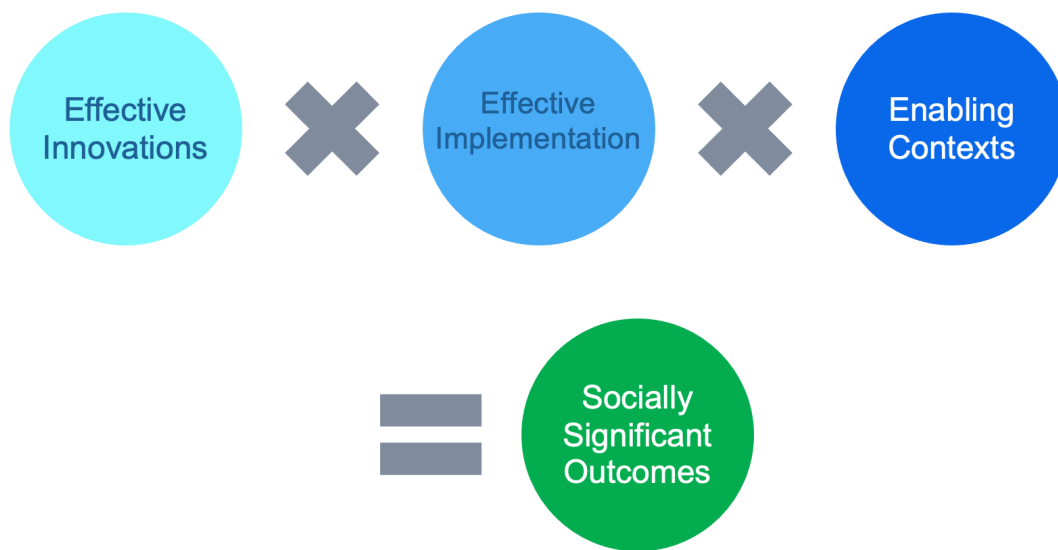 Effective
Innovations
Effective
Implementation
Enabling
Contexts
Socially
Significant
Outcomes